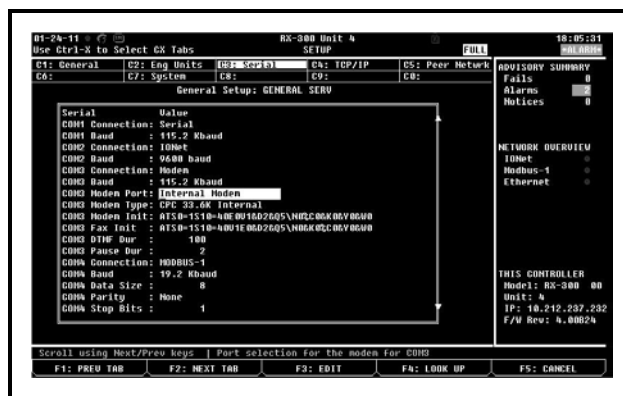 01-24-11
RX-300 Unit 4
18:05:31
Use Ctrl-X to Select CX Tabs
SETUP
FULL
*ALARM*
C1: General
C2: Eng Units
C3: Serial
C4: TCP/IP
C5: Peer Netwrk
C6:
C7: System
C8:
C9:
C0:
General Setup: GENERAL SERV
Serial Value
COM1 Connection: Serial
COM1 Baud : 115.2 Kbaud
COM2 Connection: IONet
COM2 Baud : 9600 baud
COM3 Connection: Modem
COM3 Baud : 115.2 Kbaud
COM3 Modem Port: Internal Modem
COM3 Modem Type: CPC 33.6K Internal
COM3 Modem Init:
COM3 Fax Init :
COM3 DTMF Dur : 100
COM3 Pause Dur : 2
COM4 Connection: MODBUS-1
COM4 Baud : 19.2 Kbaud
COM4 Data Size : 8
COM4 Parity : None
COM4 Stop Bits : 1
ADVISORY SUMMARY
Fails 0
Alarms 2
Notices 0
NETWORK OVERVIEW
IONet
Modbus-1
Ethernet
THIS CONTROLLER
Model: RX-300 00
Unit: 4
IP: 10.212.237.232
F/W Rev: 4.00B24
Scroll using Next/Prev keys | Port selection for the modem for COM3
F1: PREV TAB
F2: NEXT TAB
F3: EDIT
F4: LOOK UP
F5: CANCEL